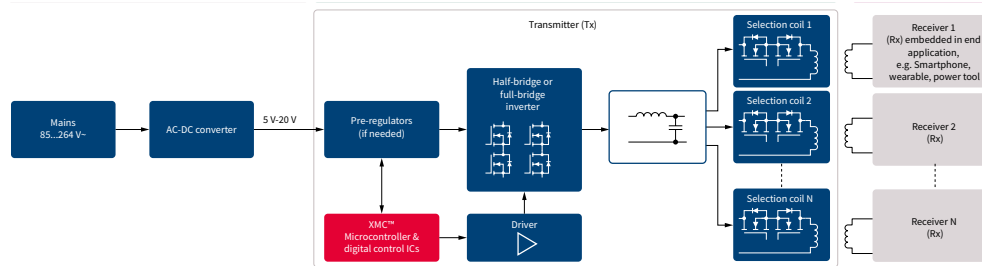 Transmitter (Tx)
Selection coil 1
Receiver 1
(Rx) embedded in end
application,
e.g. Smartphone,
wearable, power tool
Mains
85...264 V~
AC-DC converter
5 V-20 V
Pre-regulators
(if needed)
Half-bridge or
full-bridge
inverter
Selection coil 2
Receiver 2
(Rx)
XMC™
Microcontroller &
digital control ICs
Driver
Selection coil N
Receiver N
(Rx)